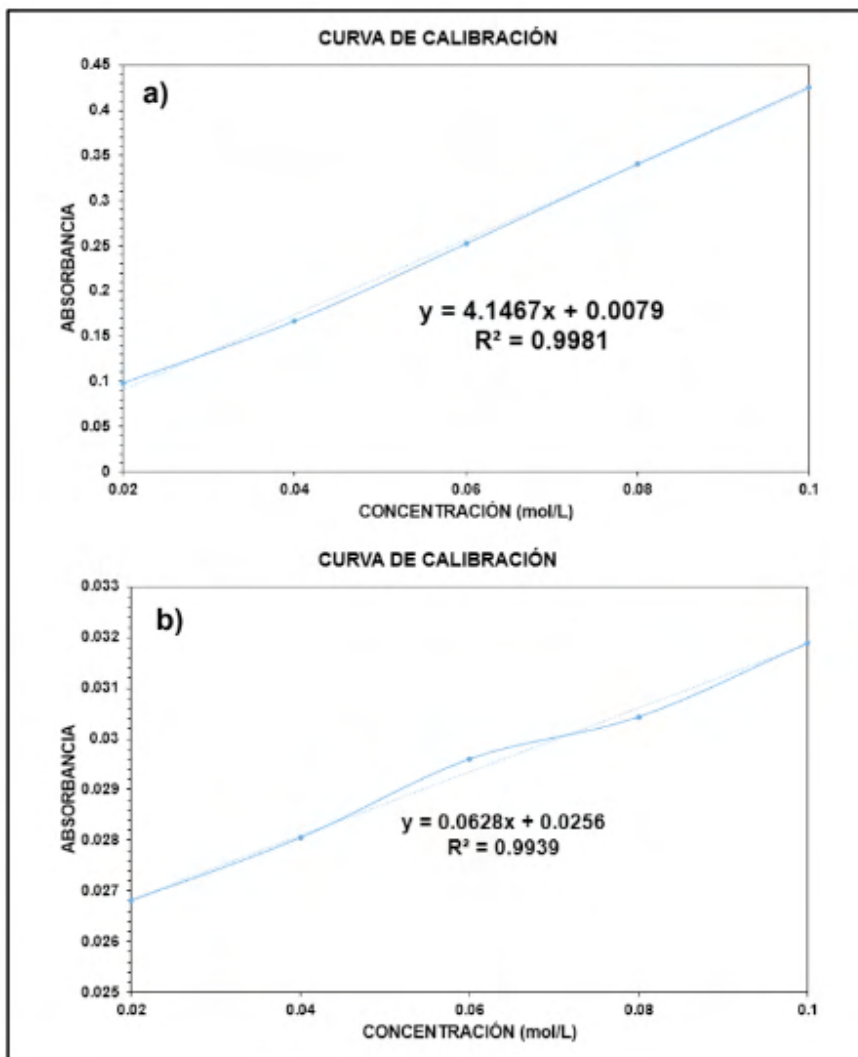 CURVA DE CALIBRACIÓN
a)
0.45
0.4
0.35
0.3
0.25
0.2
0.15
0.1
0.05
0
ABSORBANCIA
y = 4.1467x + 0.0079
R² = 0.9981
0.02 0.04 0.06 0.08 0.1
CONCENTRACIÓN (mol/L)
CURVA DE CALIBRACIÓN
b)
0.033
0.032
0.031
0.03
0.029
0.028
0.027
0.026
0.025
ABSORBANCIA
y = 0.0628x + 0.0256
R² = 0.9939
0.02 0.04 0.06 0.08 0.1
CONCENTRACIÓN (mol/L)